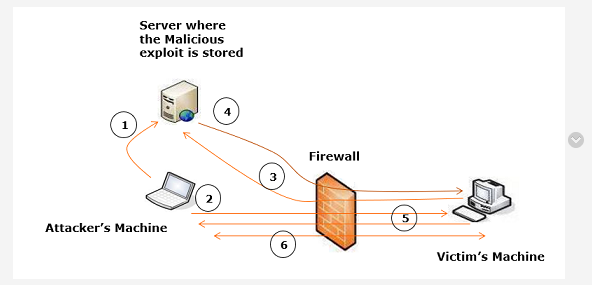 Server where
the Malicious
exploit is stored
1
4
3
Firewall
2
5
6
Attacker's Machine
Victim's Machine